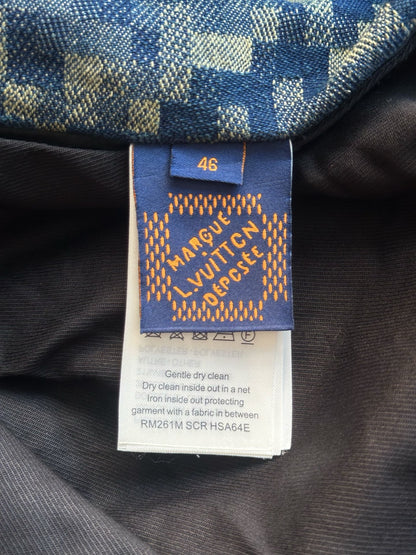 46
MARQUE
L.VUITTON
DEPOSÉE
Gentle dry clean
Dry clean inside out in a net
Iron inside out protecting
garment with a fabric in between
RM261M SCR HSA64E